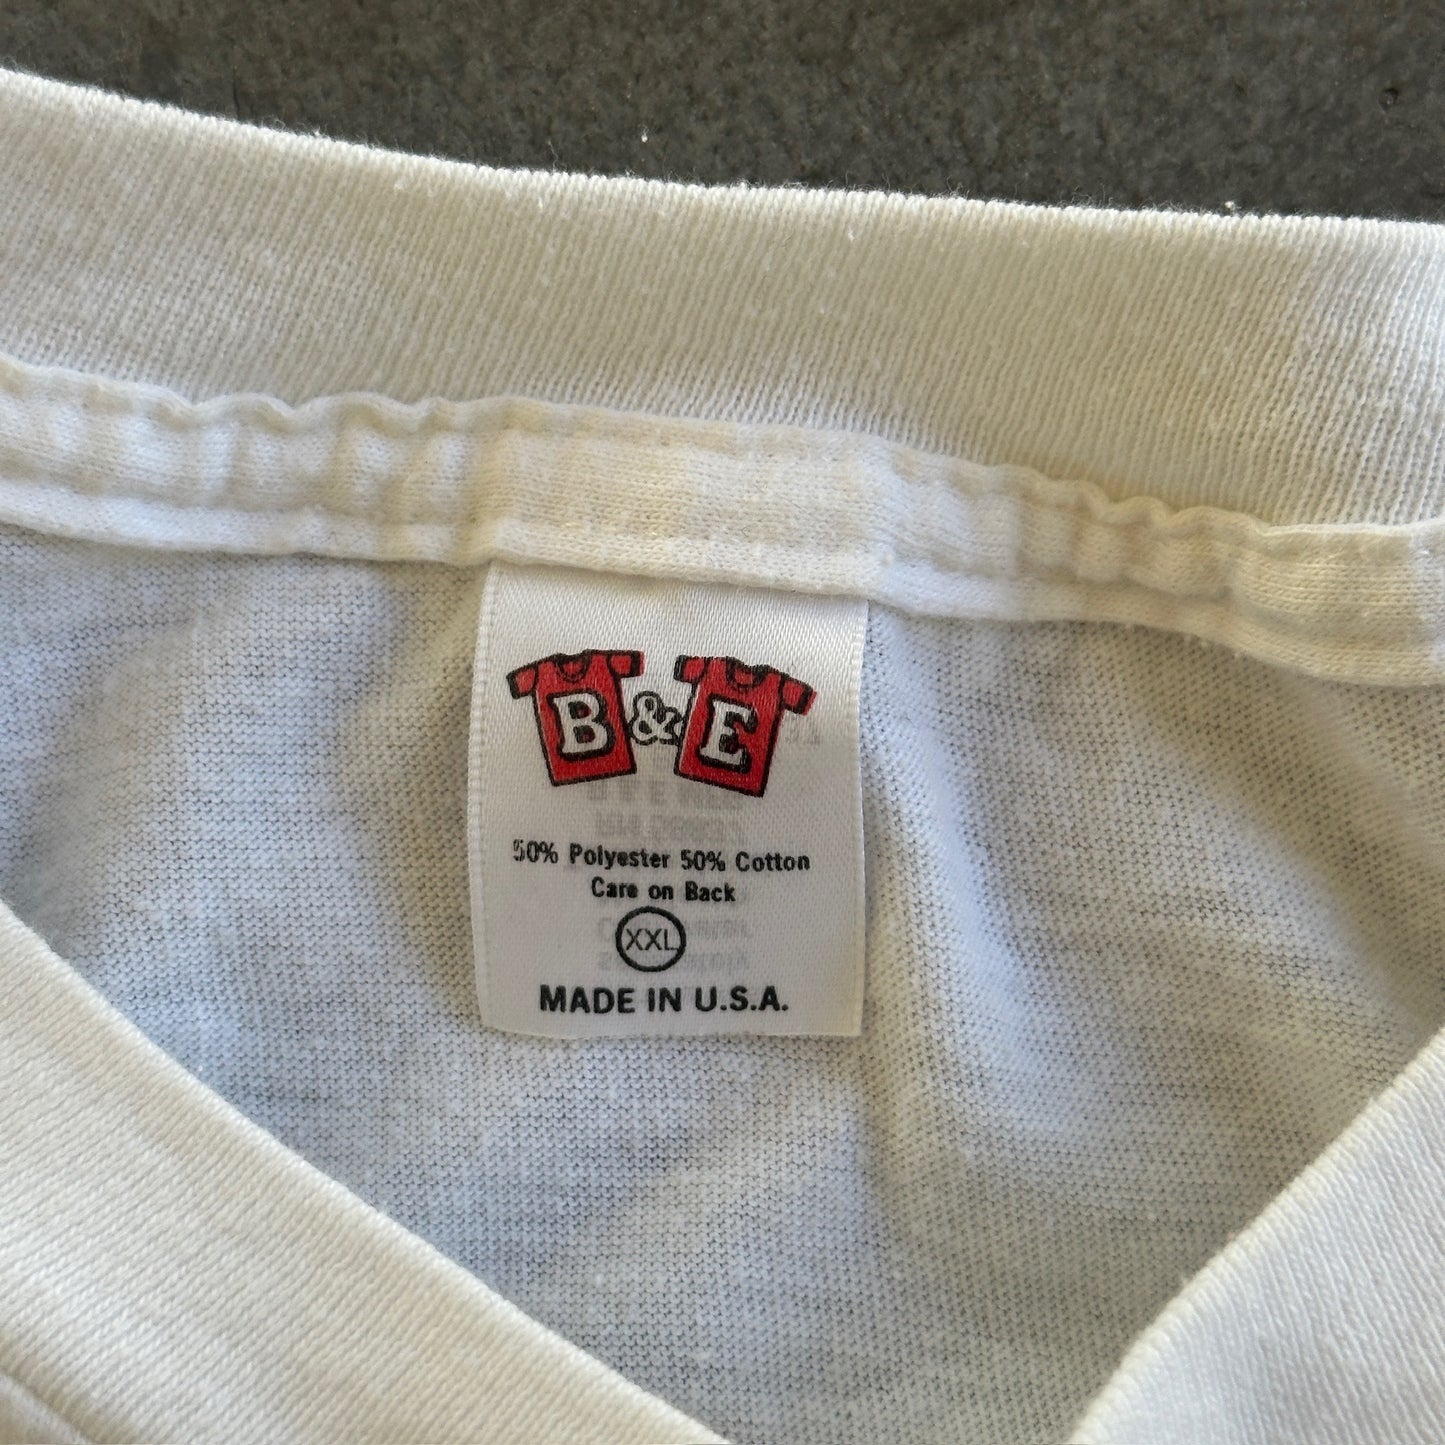 B & E
50% Polyester 50% Cotton
Care on Back
XXL
MADE IN U.S.A.